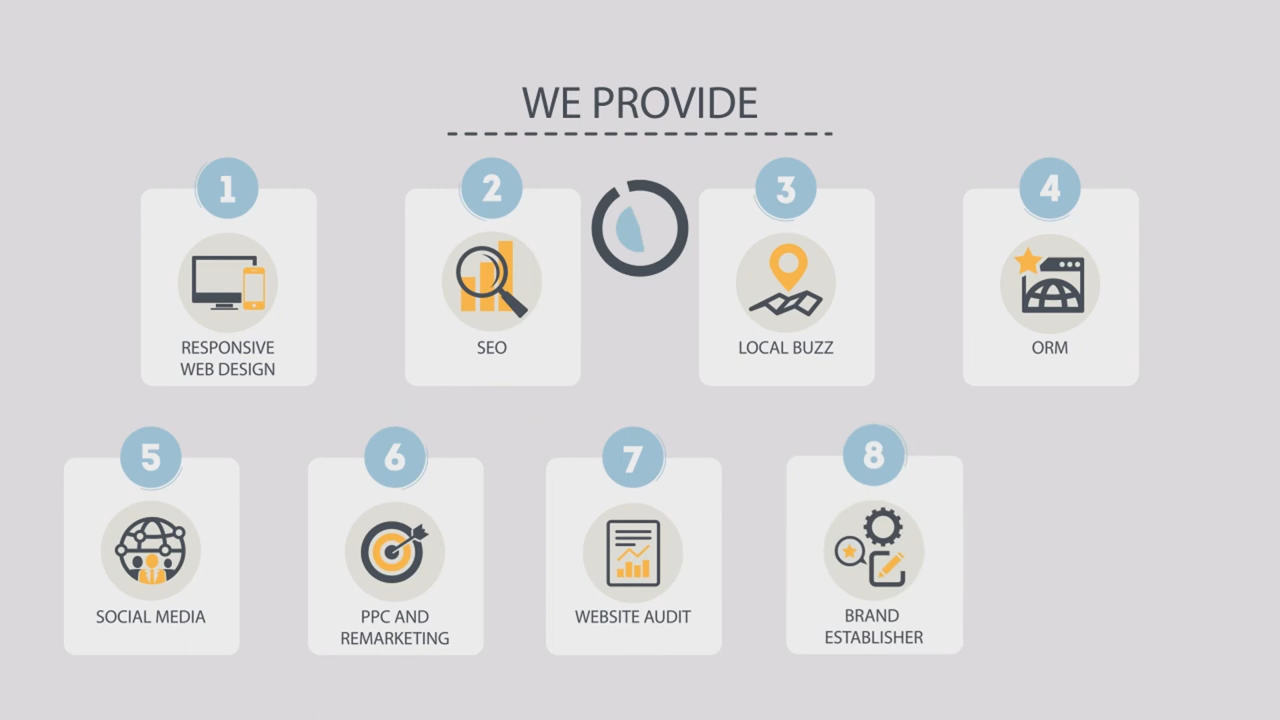 WE PROVIDE
1
2
3
4
RESPONSIVE
WEB DESIGN
SEO
LOCAL BUZZ
ORM
5
6
7
8
SOCIAL MEDIA
PPC AND
REMARKETING
WEBSITE AUDIT
BRAND
ESTABLISHER